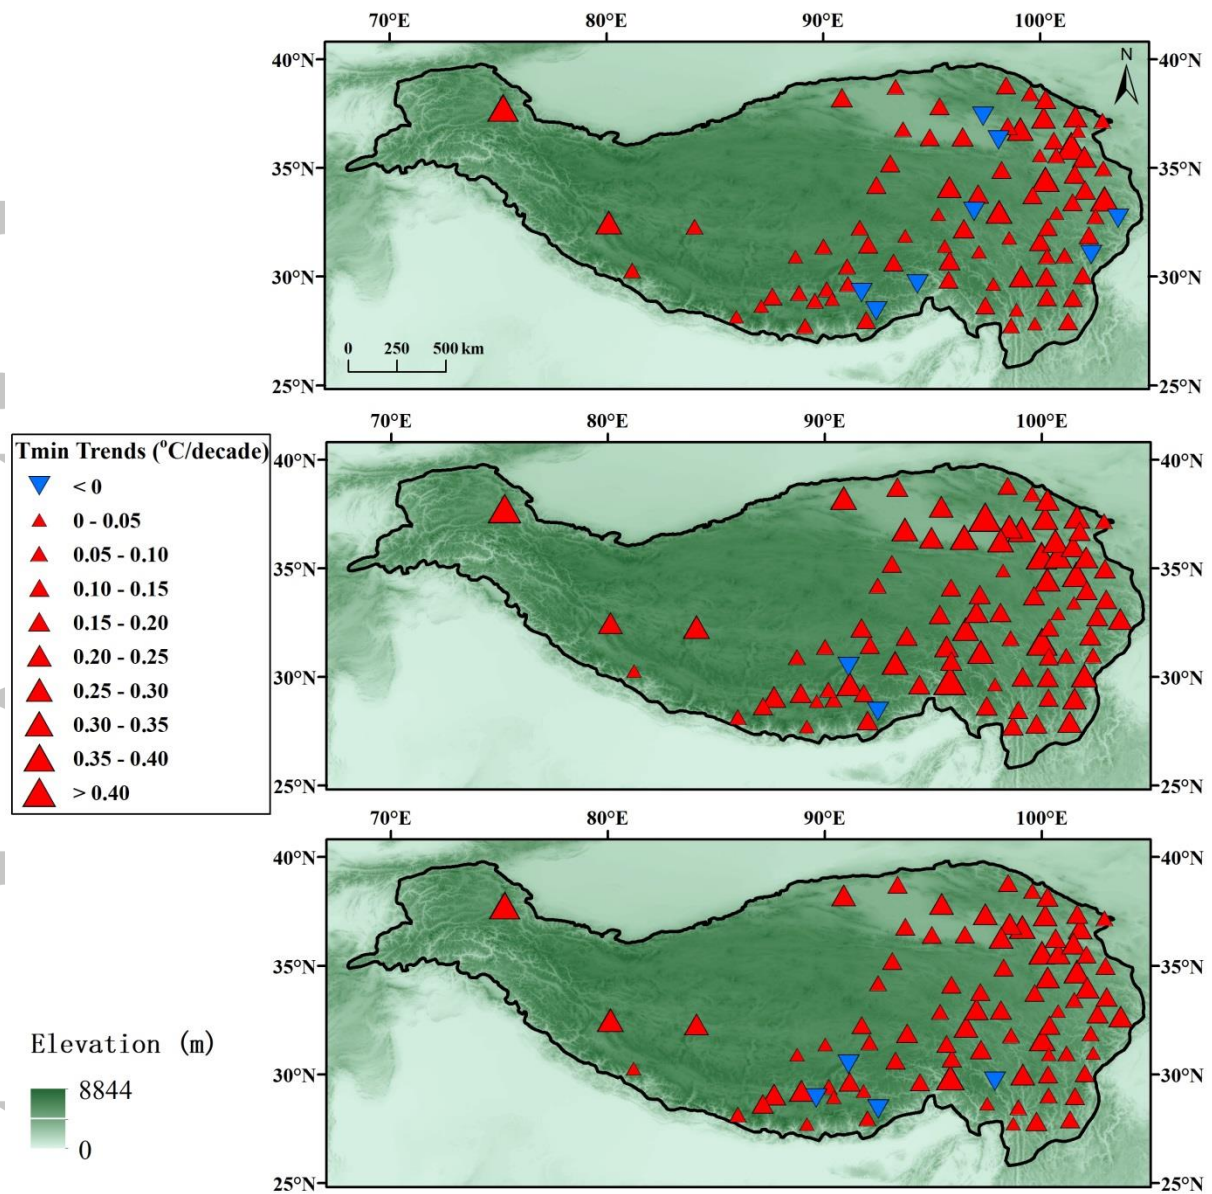 70°E 80°E 90°E 100°E
40°N 40°N
N
35°N 35°N
30°N 30°N
0 250 500 km
25°N 25°N
70°E 80°E 90°E 100°E
40°N 40°N
35°N 35°N
30°N 30°N
25°N 25°N
Tmin Trends (°C/decade)
< 0
0 - 0.05
0.05 - 0.10
0.10 - 0.15
0.15 - 0.20
0.20 - 0.25
0.25 - 0.30
0.30 - 0.35
0.35 - 0.40
> 0.40
70°E 80°E 90°E 100°E
40°N 40°N
35°N 35°N
30°N 30°N
25°N 25°N
Elevation (m)
8844
0